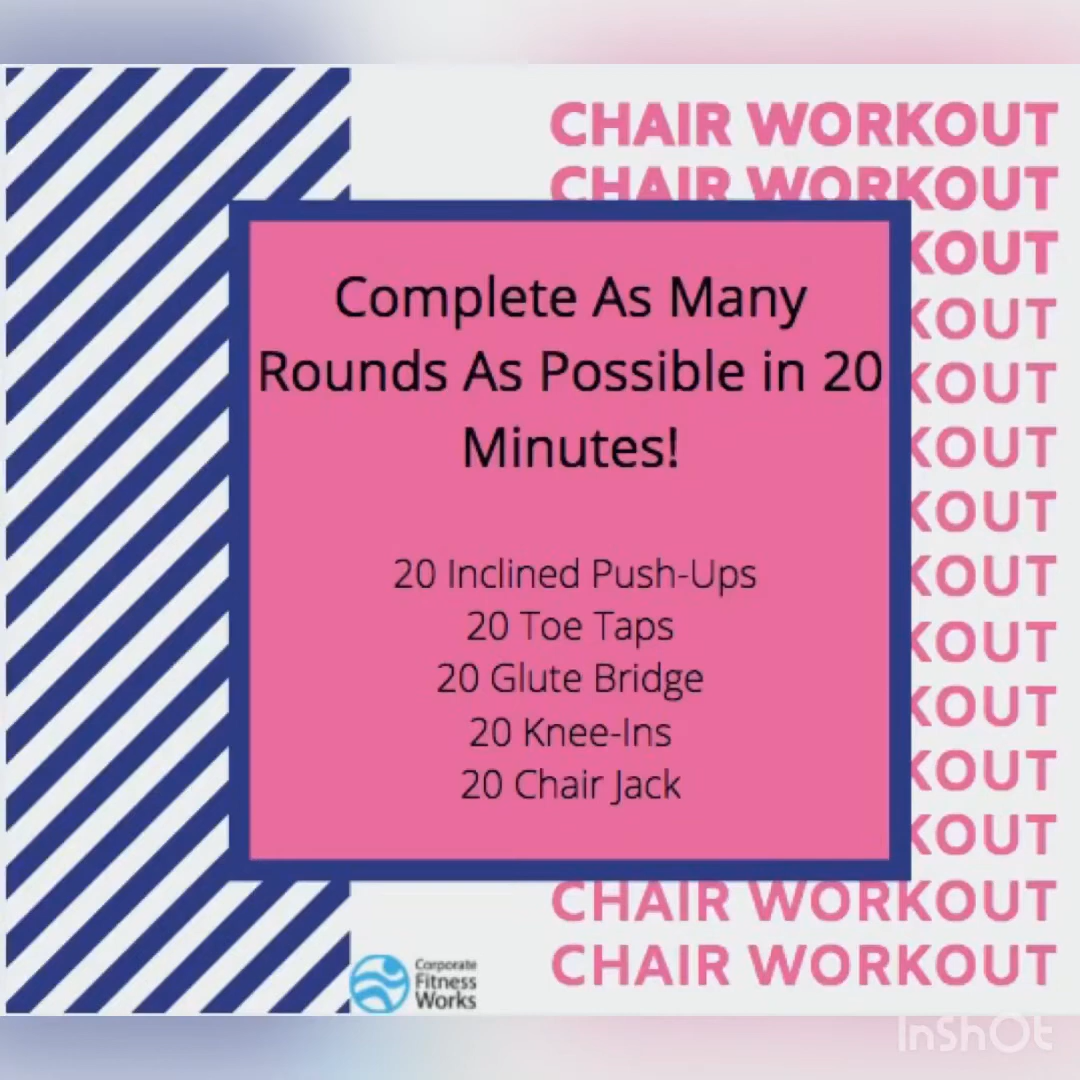 CHAIR WORKOUT
CHAIR WORKOUT
KOUT
KOUT
KOUT
KOUT
KOUT
KOUT
KOUT
KOUT
KOUT
KOUT
CHAIR WORKOUT
CHAIR WORKOUT
Complete As Many
Rounds As Possible in 20
Minutes!
20 Inclined Push-Ups
20 Toe Taps
20 Glute Bridge
20 Knee-Ins
20 Chair Jack
Corporate
Fitness
Works
InShOt